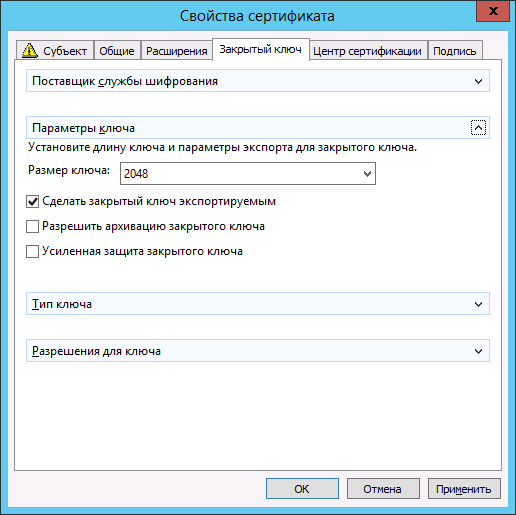 Свойства сертификата
Субъект Общие Расширения Закрытый ключ Центр сертификации Подпись
Поставщик службы шифрования
Параметры ключа
Установите длину ключа и параметры экспорта для закрытого ключа.
Размер ключа: 2048
Сделать закрытый ключ экспортируемым
Разрешить архивацию закрытого ключа
Усиленная защита закрытого ключа
Тип ключа
Разрешения для ключа
OK Отмена Применить